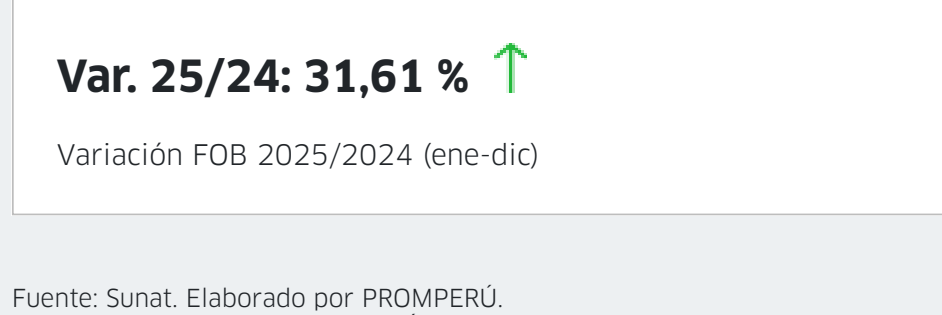 Var. 25/24: 31,61 %
Variación FOB 2025/2024 (ene-dic)
Fuente: Sunat. Elaborado por PROMPERÚ.